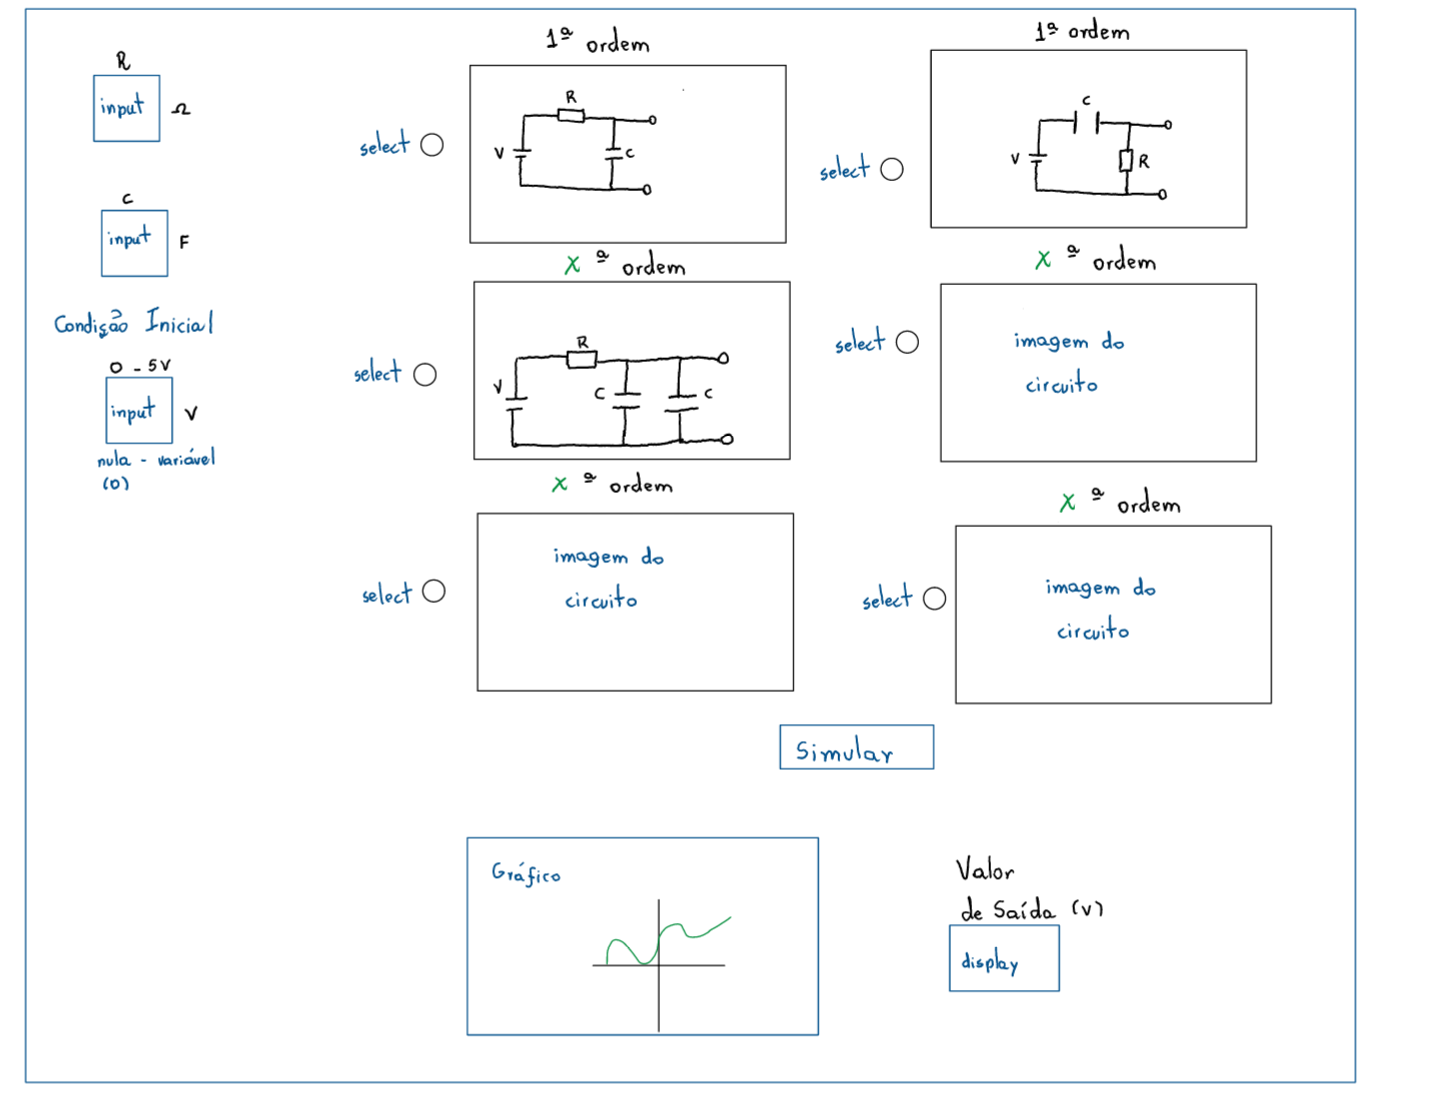 R
input Ω
C
input F
Condição Inicial
0 - 5V
input V
nula - variável
(0)
1ª ordem
select
R
V
C
1ª ordem
select
C
V
R
X ª ordem
select
R
V
C
C
X ª ordem
select
imagem do
circuito
X ª ordem
select
imagem do
circuito
X ª ordem
select
imagem do
circuito
Simular
Gráfico
Valor
de Saída (V)
display